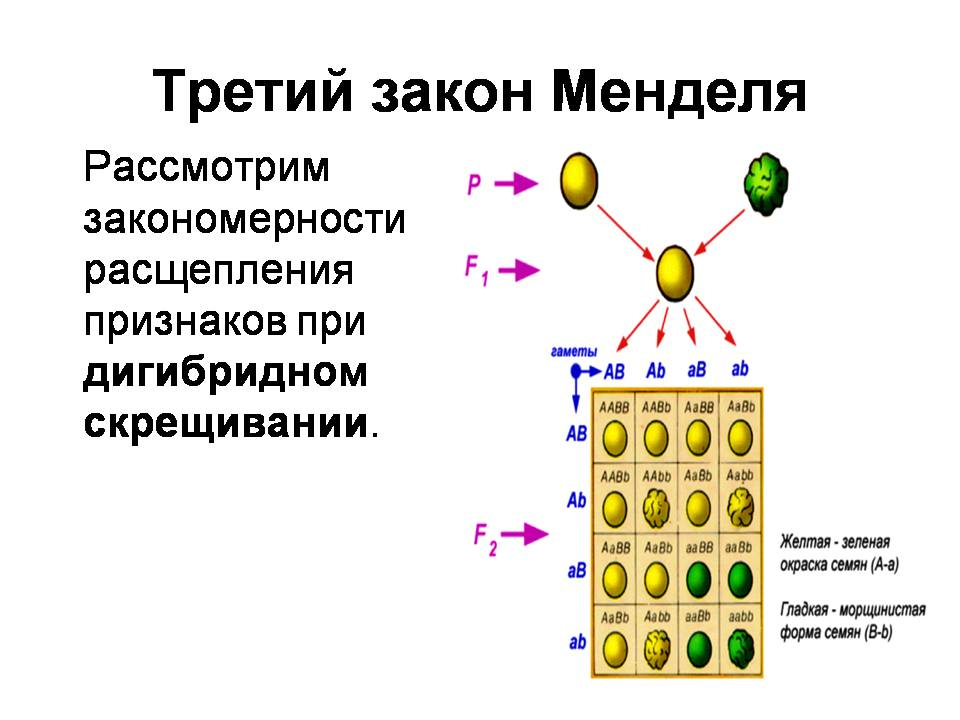 Третий закон Менделя
Рассмотрим
закономерности
расщепления
признаков при
дигибридном
скрещивании.
P
F1
гаметы
AB Ab aB ab
AABB AABb AaBB AaBb
AB
AABb AAbb AaBb Aabb
Ab
F2
AaBB AaBb aaBB aaBb
aB
AaBb Aabb aaBb aabb
ab
Желтая - зеленая
окраска семян (А-а)
Гладкая - морщинистая
форма семян (В-b)